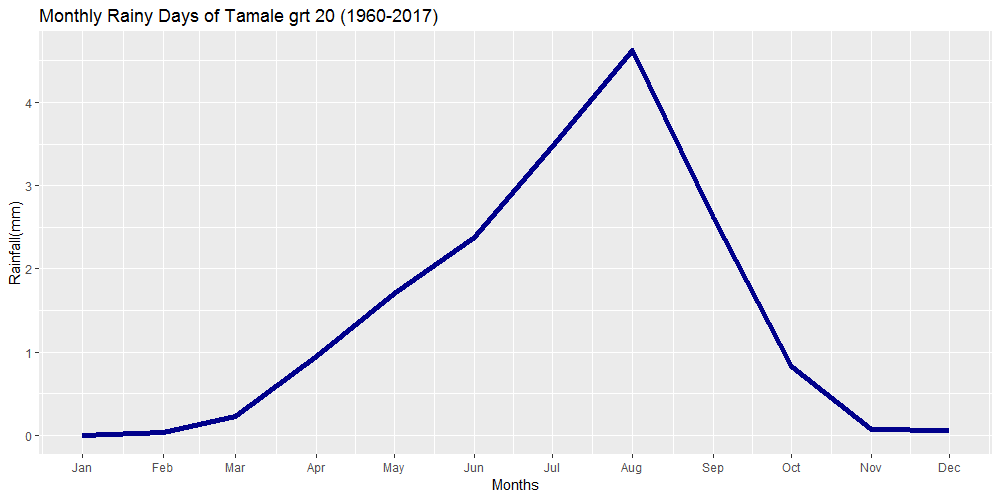 Monthly Rainy Days of Tamale grt 20 (1960-2017)
Rainfall(mm)
4
3
2
1
0
Jan Feb Mar Apr May Jun Jul Aug Sep Oct Nov Dec
Months